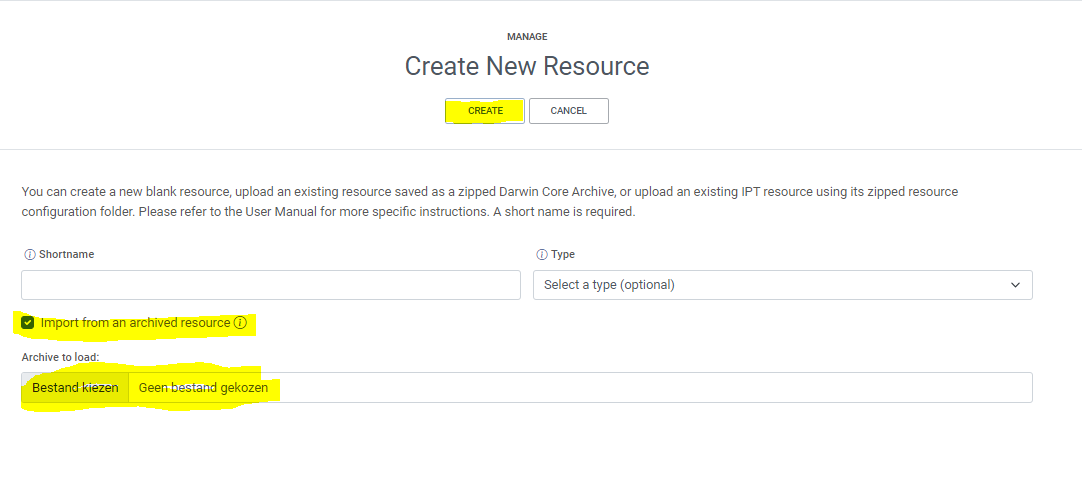 MANAGE
Create New Resource
CREATE CANCEL
You can create a new blank resource, upload an existing resource saved as a zipped Darwin Core Archive, or upload an existing IPT resource using its zipped resource
configuration folder. Please refer to the User Manual for more specific instructions. A short name is required.
Shortname Type
Select a type (optional)
Import from an archived resource
Archive to load:
Bestand kiezen Geen bestand gekozen